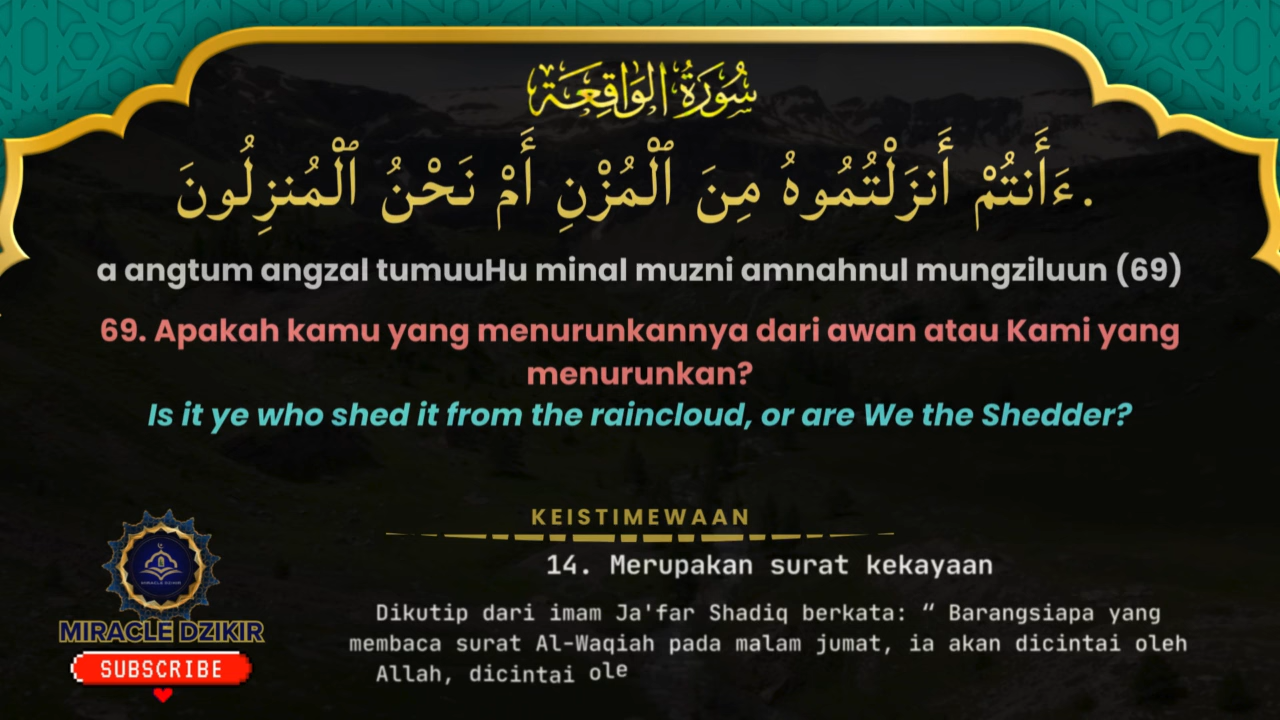 سُورَةُ الوَاقِعَة
ءَأَنتُمْ أَنزَلْتُمُوهُ مِنَ ٱلْمُزْنِ أَمْ نَحْنُ ٱلْمُنزِلُونَ.
a angtum angzal tumuuHu minal muzni amnahnul mungziluun (69)
69. Apakah kamu yang menurunkannya dari awan atau Kami yang
menurunkan?
Is it ye who shed it from the raincloud, or are We the Shedder?
KEISTIMEWAAN
14. Merupakan surat kekayaan
Dikutip dari imam Ja'far Shadiq berkata: “ Barangsiapa yang
membaca surat Al-Waqiah pada malam jumat, ia akan dicintai oleh
Allah, dicintai ole
MIRACLE DZIKIR
MIRACLE DZIKIR
SUBSCRIBE